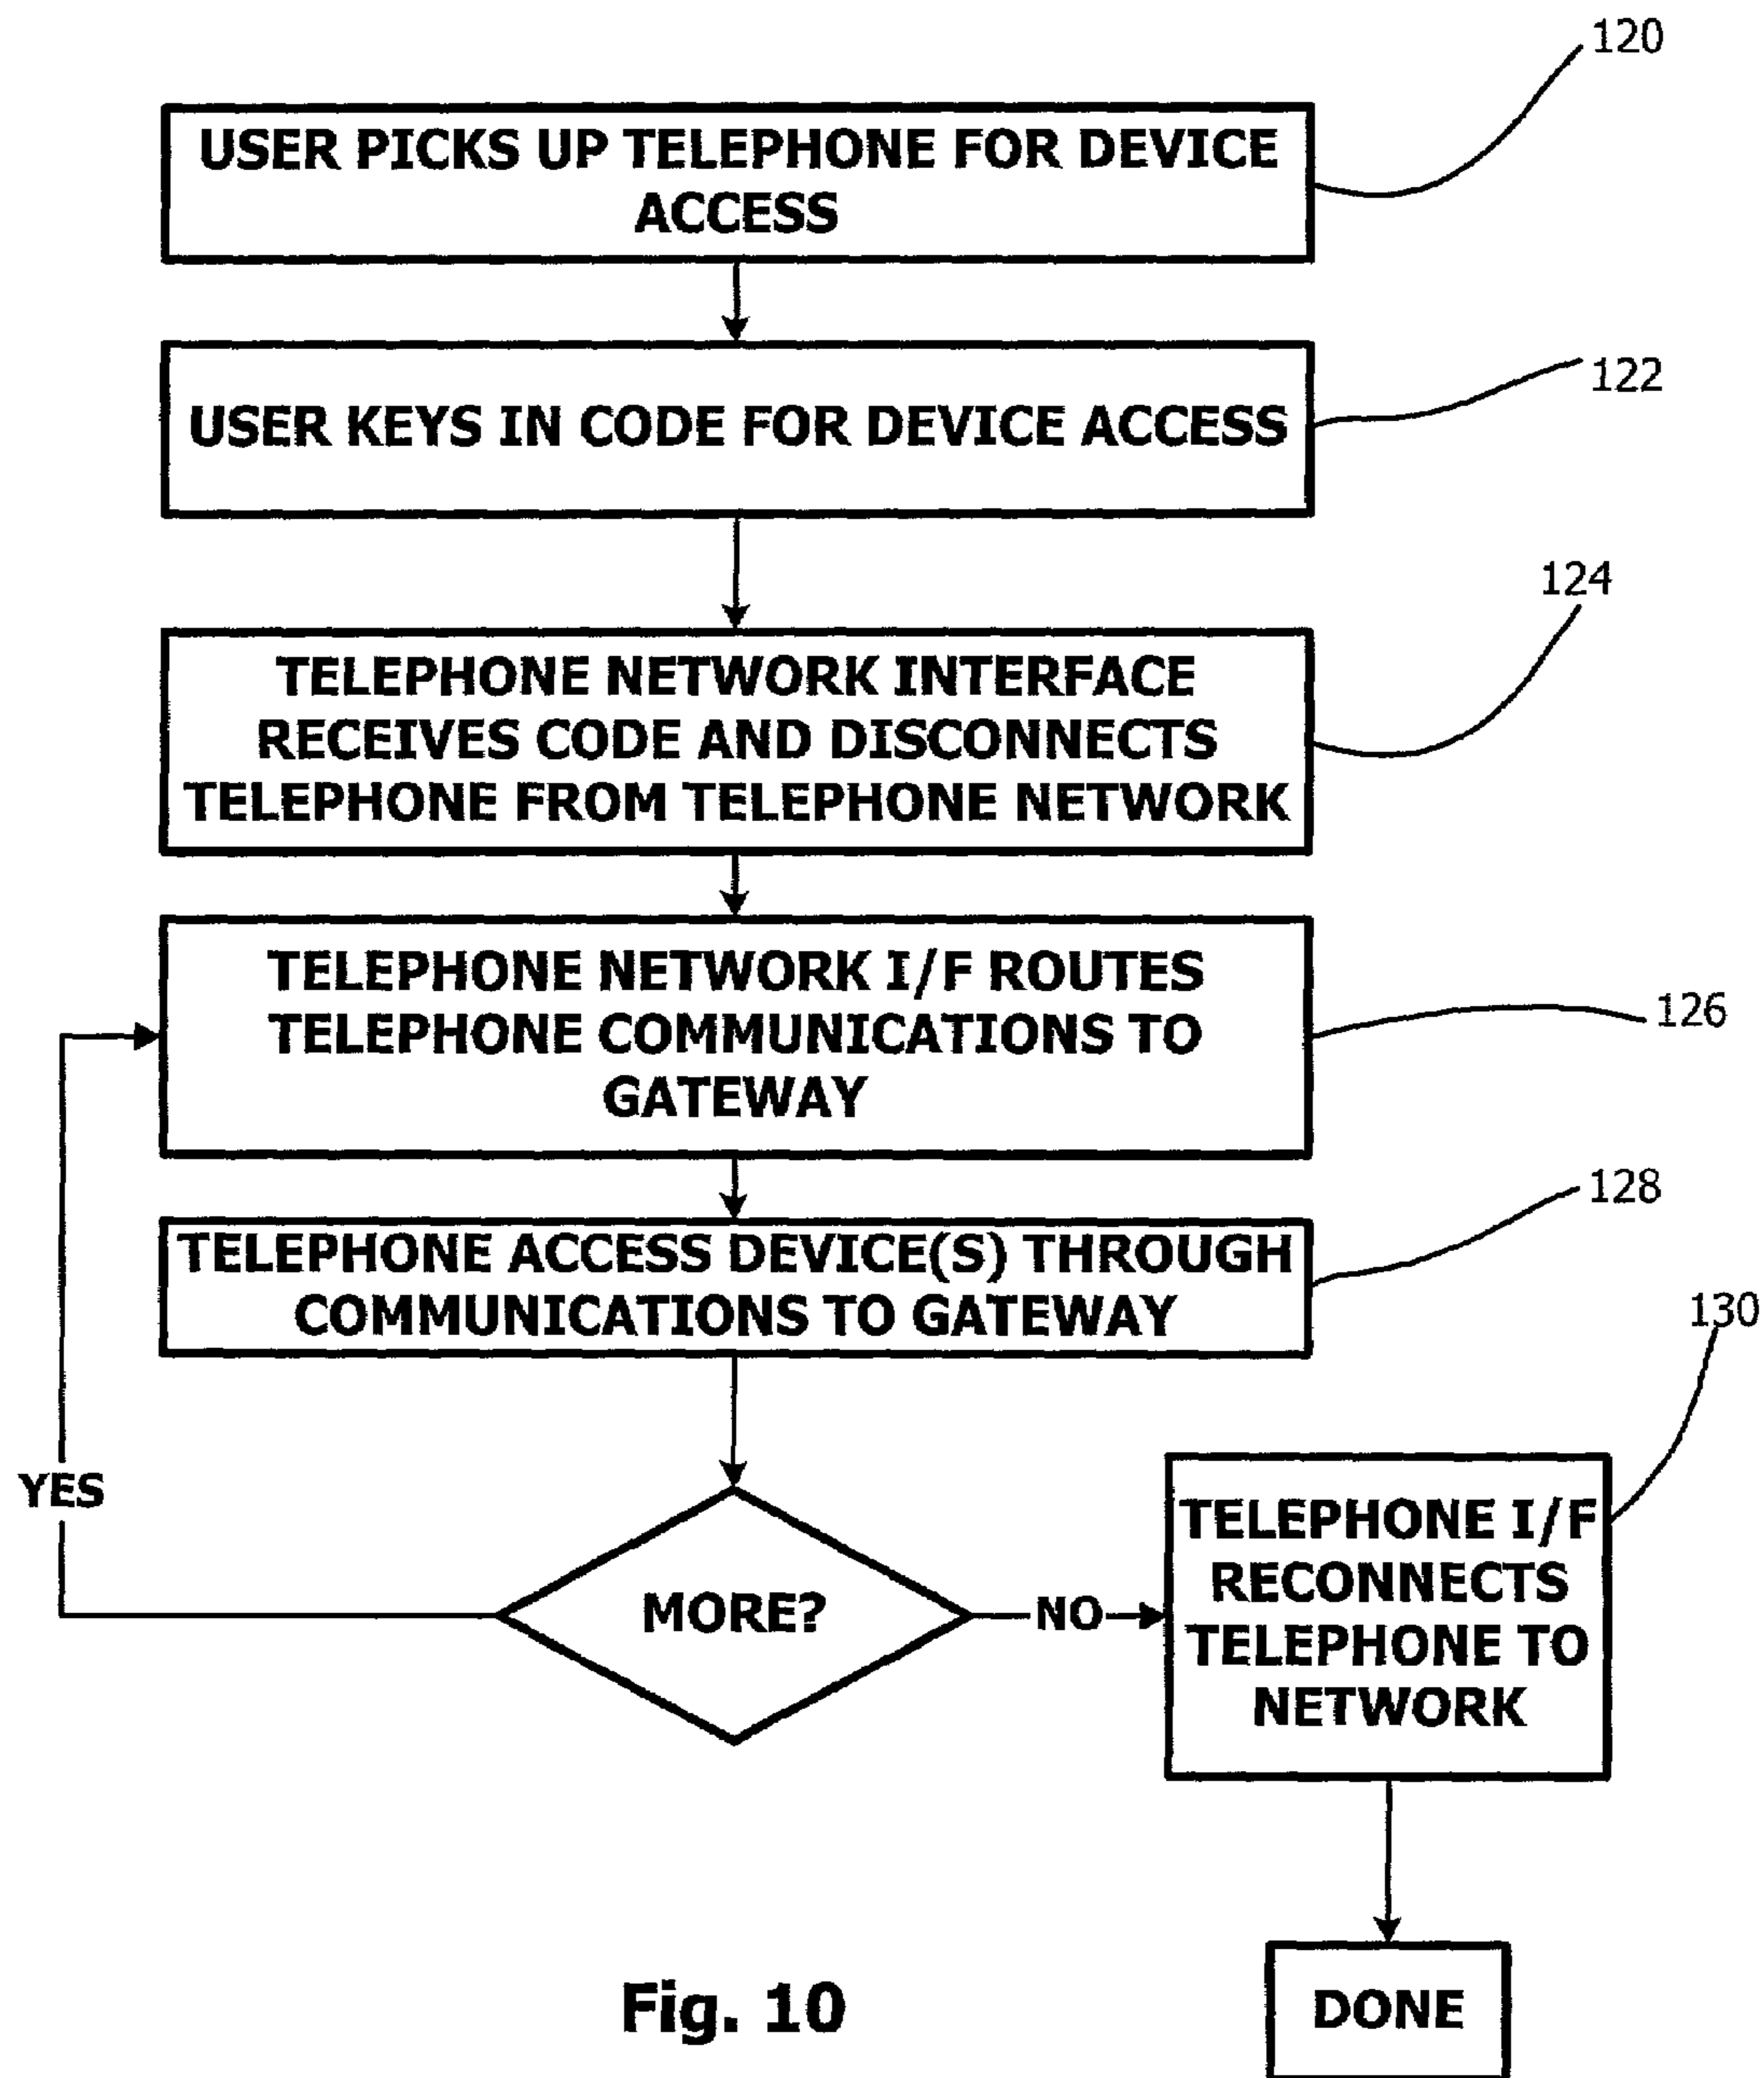 120
USER PICKS UP TELEPHONE FOR DEVICE
ACCESS
122
USER KEYS IN CODE FOR DEVICE ACCESS
124
TELEPHONE NETWORK INTERFACE
RECEIVES CODE AND DISCONNECTS
TELEPHONE FROM TELEPHONE NETWORK
TELEPHONE NETWORK I/F ROUTES
TELEPHONE COMMUNICATIONS TO
GATEWAY
126
128
TELEPHONE ACCESS DEVICE(S) THROUGH
COMMUNICATIONS TO GATEWAY
130
YES
MORE?
NO
TELEPHONE I/F
RECONNECTS
TELEPHONE TO
NETWORK
DONE
Fig. 10